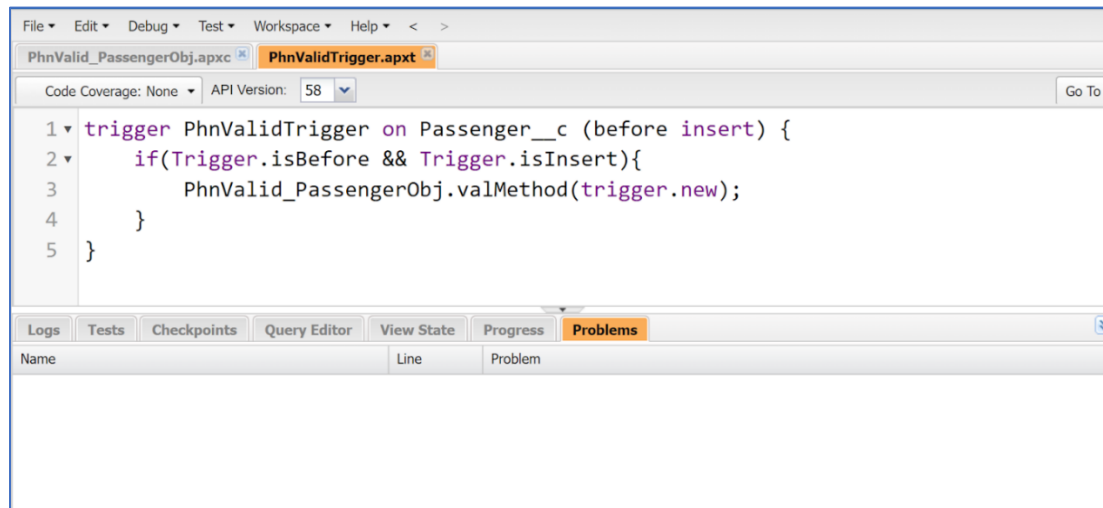 File Edit Debug Test Workspace Help < >
PhnValid_PassengerObj.apxc PhnValidTrigger.apxt
Code Coverage: None API Version: 58 Go To
1 trigger PhnValidTrigger on Passenger__c (before insert) {
2 if(Trigger.isBefore && Trigger.isInsert){
3 PhnValid_PassengerObj.valMethod(trigger.new);
4 }
5 }
Logs Tests Checkpoints Query Editor View State Progress Problems
Name Line Problem